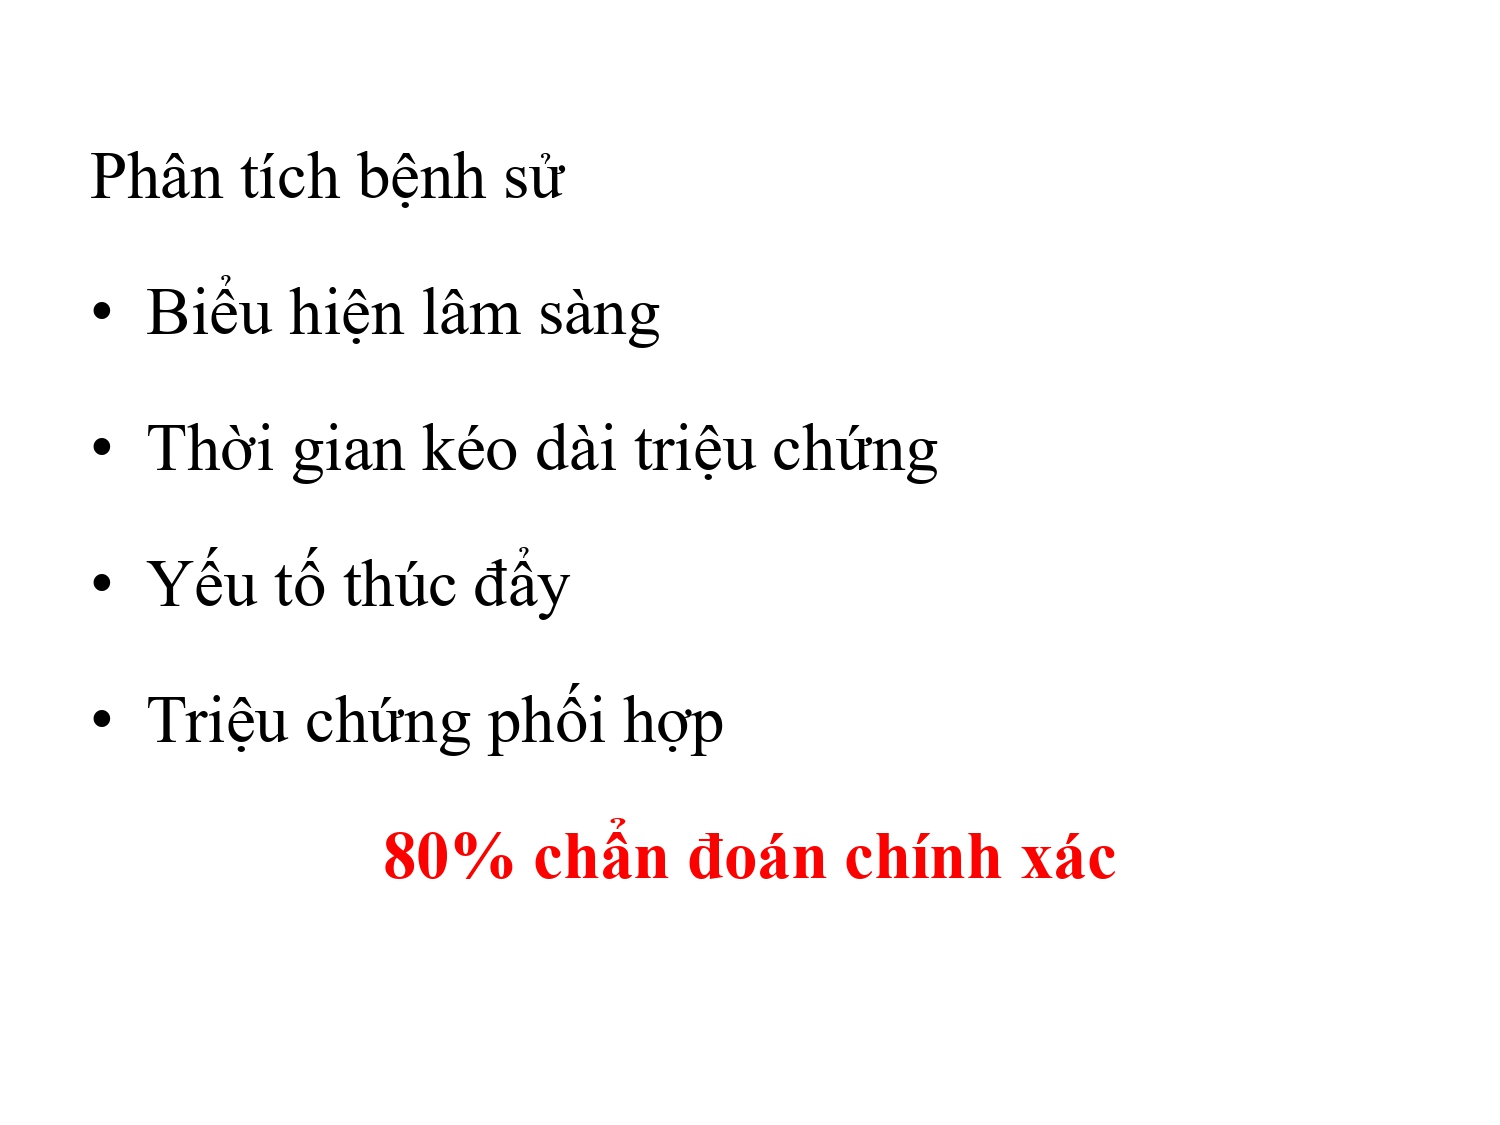 Phân tích bệnh sử
• Biểu hiện lâm sàng
• Thời gian kéo dài triệu chứng
• Yếu tố thúc đẩy
• Triệu chứng phối hợp
80% chẩn đoán chính xác